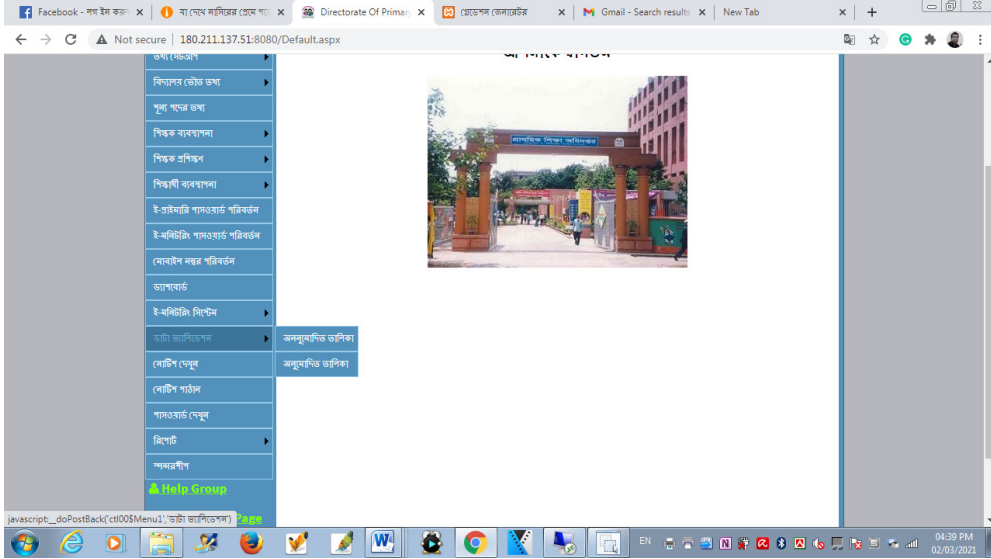 Facebook - লগ ইন করুন
যা দেখে নাসিরের প্রেমে পড়ে
Directorate Of Primar
গ্রেডেশন জেনারেটর
Gmail - Search results
New Tab
Not secure | 180.211.137.51:8080/Default.aspx
বিদ্যালয় ভৌত তথ্য
শূন্য পদের তথ্য
শিক্ষক ব্যবস্থাপনা
শিক্ষক প্রশিক্ষণ
শিক্ষার্থী ব্যবস্থাপনা
ই-প্রাইমারি পাসওয়ার্ড পরিবর্তন
ই-মনিটরিং পাসওয়ার্ড পরিবর্তন
মোবাইল নম্বর পরিবর্তন
ড্যাশবোর্ড
ই-মনিটরিং সিস্টেম
ডাটা ভ্যালিডেশন
অননুমোদিত তালিকা
নোটিশ দেখুন
অনুমোদিত তালিকা
নোটিশ পাঠান
পাসওয়ার্ড দেখুন
রিপোর্ট
স্পন্সরশীপ
Help Group
javascript:__doPostBack('ctl00$Menu1','ডাটা ভ্যালিডেশন')
Page
প্রাথমিক শিক্ষা অধিদপ্তর
EN
04:39 PM
02/03/2021